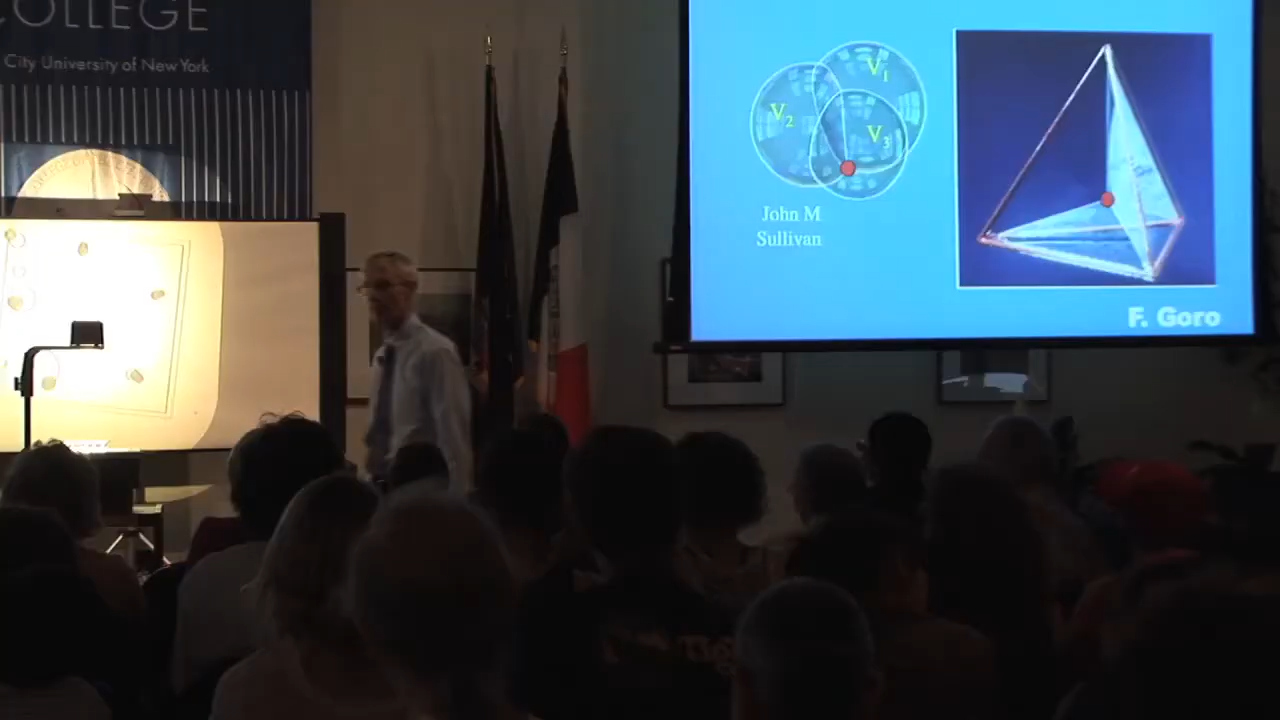 COLLEGE
City University of New York
V₁
V₂
V₃
John M
Sullivan
F. Goro